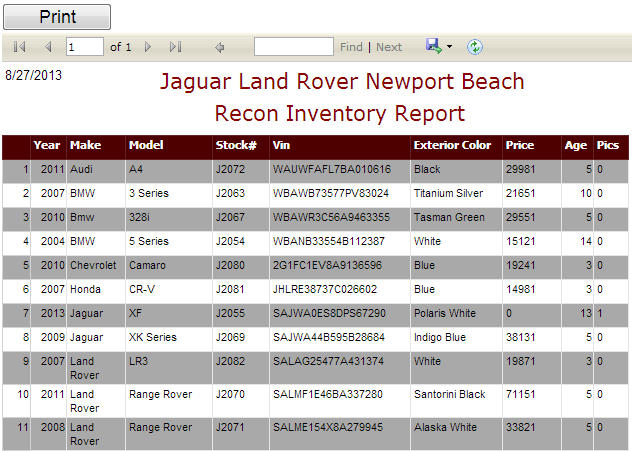 Print
1 of 1 Find | Next
8/27/2013
Jaguar Land Rover Newport Beach
Recon Inventory Report
Year Make Model Stock# Vin Exterior Color Price Age Pics
1 2011 Audi A4 J2072 WAUWFAFL7BA010616 Black 29981 5 0
2 2007 BMW 3 Series J2063 WBAWB73577PV83024 Titanium Silver 21651 10 0
3 2010 Bmw 328i J2067 WBAWR3C56A9463355 Tasman Green 29551 5 0
4 2004 BMW 5 Series J2054 WBANB33554B112387 White 15121 14 0
5 2010 Chevrolet Camaro J2080 2G1FC1EV8A9136596 Blue 19241 3 0
6 2007 Honda CR-V J2081 JHLRE38737C026602 Blue 14981 3 0
7 2013 Jaguar XF J2055 SAJWA0ES8DPS67290 Polaris White 0 13 1
8 2009 Jaguar XK Series J2069 SAJWA44B595B28684 Indigo Blue 38131 5 0
9 2007 Land LR3 J2082 SALAG25477A431374 White 19871 3 0
Rover
10 2011 Land Range Rover J2070 SALMF1E46BA337280 Santorini Black 71151 5 0
Rover
11 2008 Land Range Rover J2071 SALME154X8A279945 Alaska White 33821 5 0
Rover